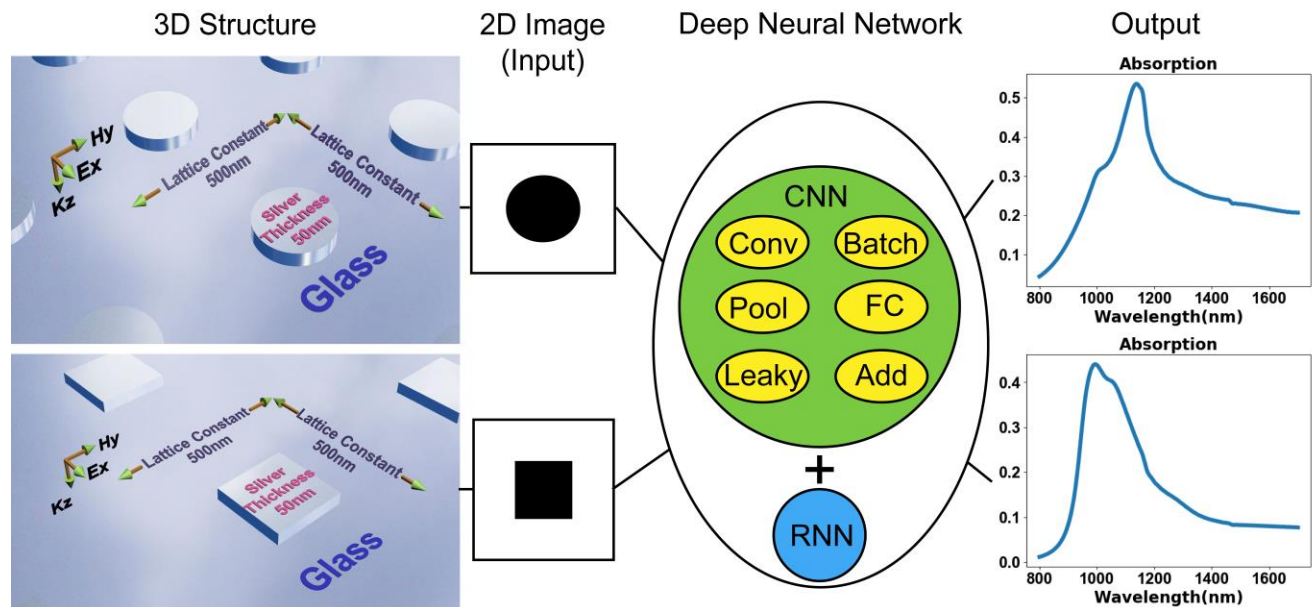 3D Structure
2D Image
(Input)
Deep Neural Network
Output
Hy
Ex
Kz
Lattice Constant
500nm
Lattice Constant
500nm
Silver
Thickness
50nm
Glass
Hy
Ex
Kz
Lattice Constant
500nm
Lattice Constant
500nm
Silver
Thickness
50nm
Glass
CNN
Conv
Batch
Pool
FC
Leaky
Add
+
RNN
Absorption
0.5
0.4
0.3
0.2
0.1
800 1000 1200 1400 1600
Wavelength(nm)
Absorption
0.4
0.3
0.2
0.1
0.0
800 1000 1200 1400 1600
Wavelength(nm)